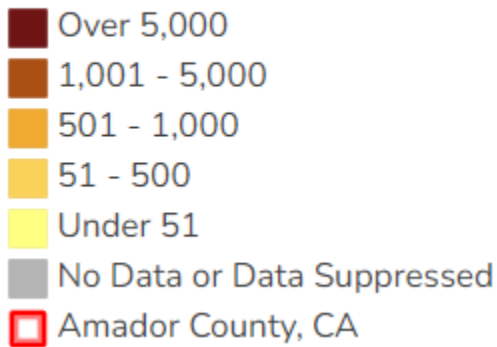 Over 5,000
1,001 - 5,000
501 - 1,000
51 - 500
Under 51
No Data or Data Suppressed
Amador County, CA